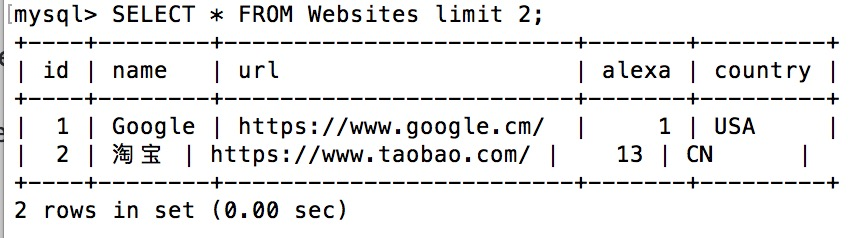 [mysql> SELECT * FROM Websites limit 2;
+----+--------+-------------------------+-------+---------+
| id | name   | url                     | alexa | country |
+----+--------+-------------------------+-------+---------+
|  1 | Google | https://www.google.cm/  |     1 | USA     |
|  2 | 淘宝 | https://www.taobao.com/ |    13 | CN      |
+----+--------+-------------------------+-------+---------+
2 rows in set (0.00 sec)